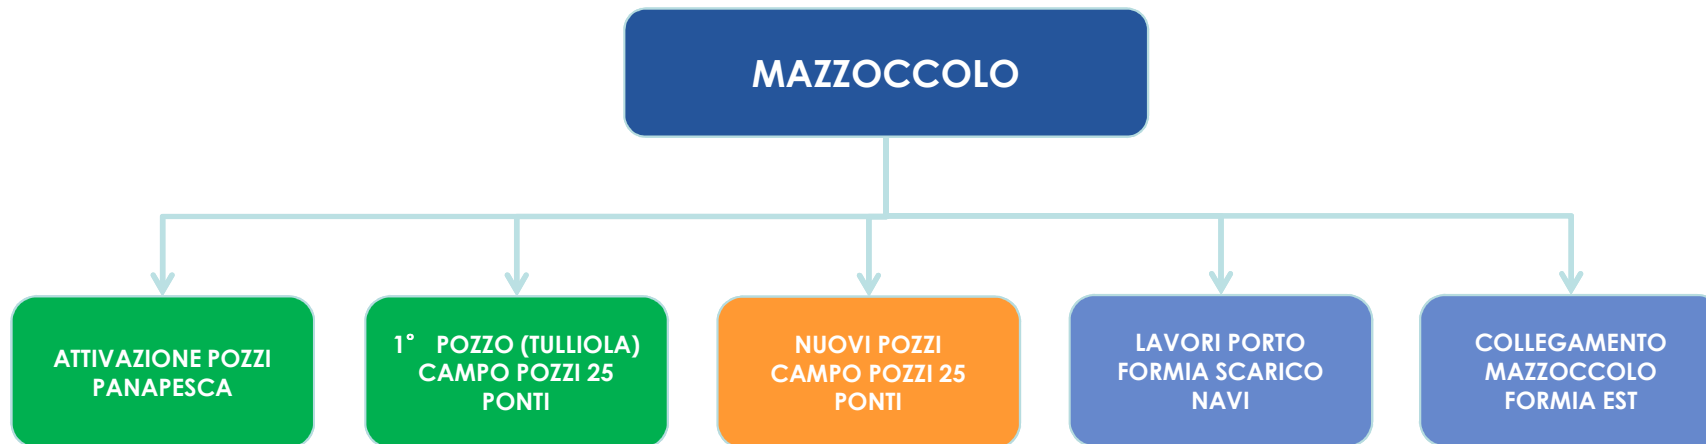 MAZZOCCOLO
ATTIVAZIONE POZZI
PANAPESCA
1° POZZO (TULLIOLA)
CAMPO POZZI 25
PONTI
NUOVI POZZI
CAMPO POZZI 25
PONTI
LAVORI PORTO
FORMIA SCARICO
NAVI
COLLEGAMENTO
MAZZOCCOLO
FORMIA EST